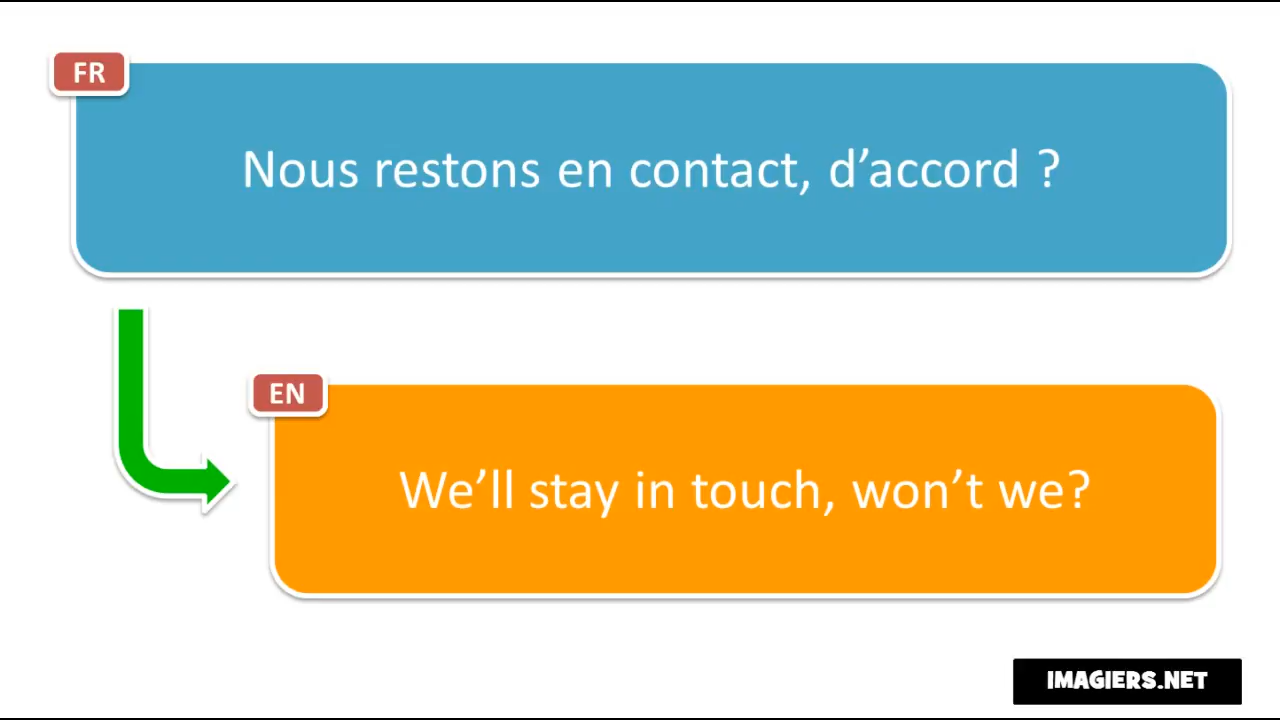 FR
Nous restons en contact, d’accord ?
EN
We’ll stay in touch, won’t we?
IMAGIERS.NET